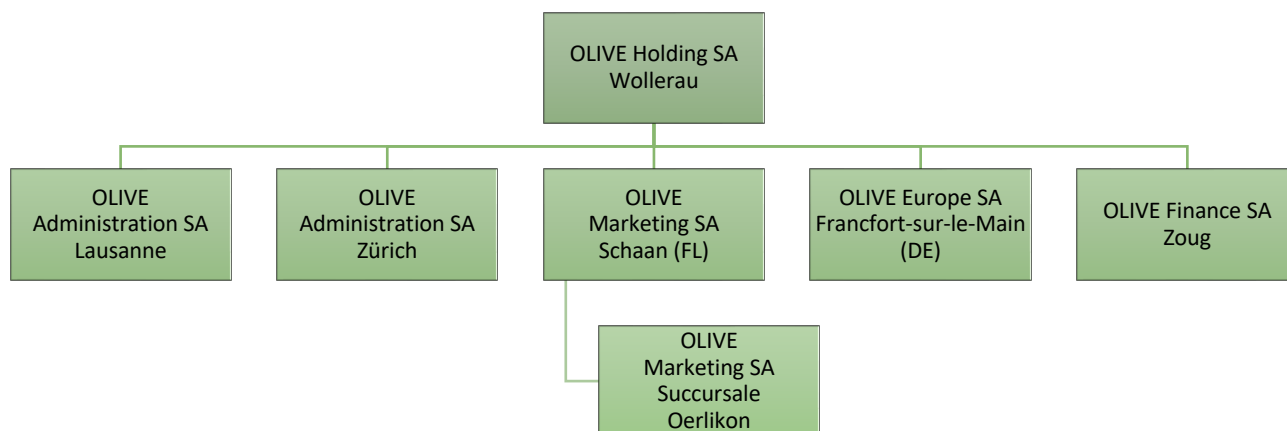 OLIVE Holding SA
Wollerau
OLIVE
Administration SA
Lausanne
OLIVE
Administration SA
Zürich
OLIVE
Marketing SA
Schaan (FL)
OLIVE Europe SA
Francfort-sur-le-Main
(DE)
OLIVE Finance SA
Zoug
OLIVE
Marketing SA
Succursale
Oerlikon